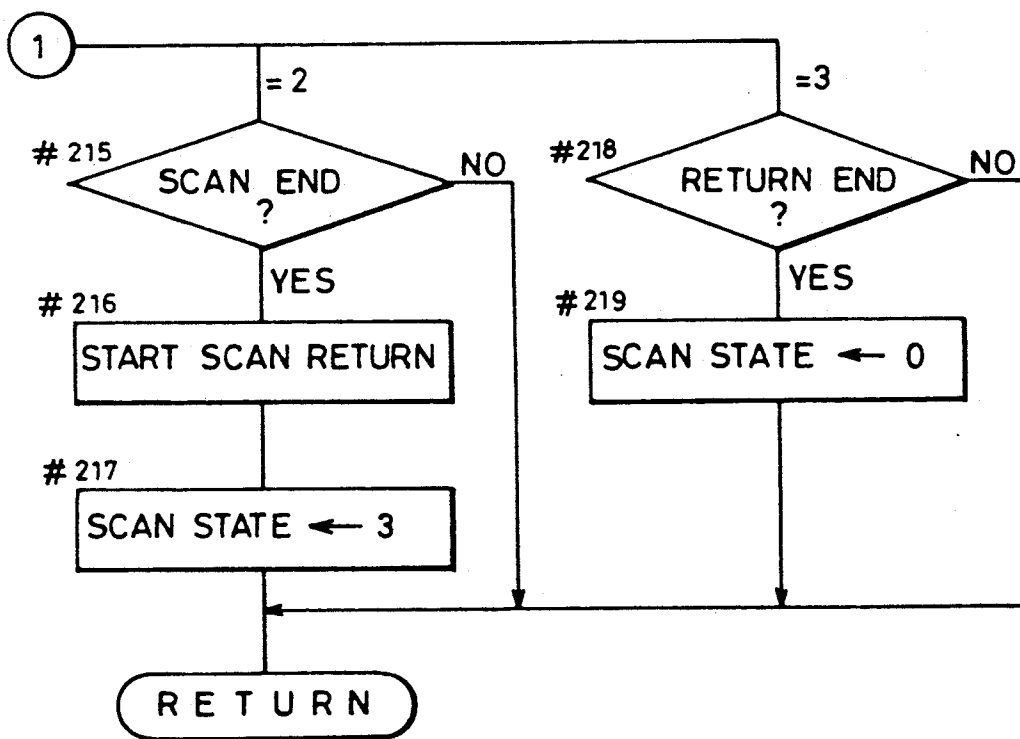 1
= 2
=3
# 215
SCAN END
?
NO
YES
#218
RETURN END
?
NO
YES
# 216
START SCAN RETURN
#219
SCAN STATE ← 0
# 217
SCAN STATE ← 3
RETURN